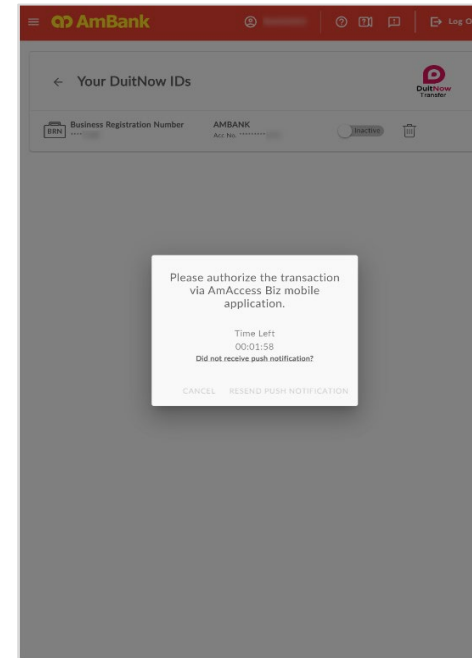 AmBank
Log O
Your DuitNow IDs
DuitNow
Transfer
BRN
Business Registration Number
AMBANK
Acc No.
Inactive
Please authorize the transaction
via AmAccess Biz mobile
application.
Time Left
00:01:58
Did not receive push notification?
CANCEL RESEND PUSH NOTIFICATION